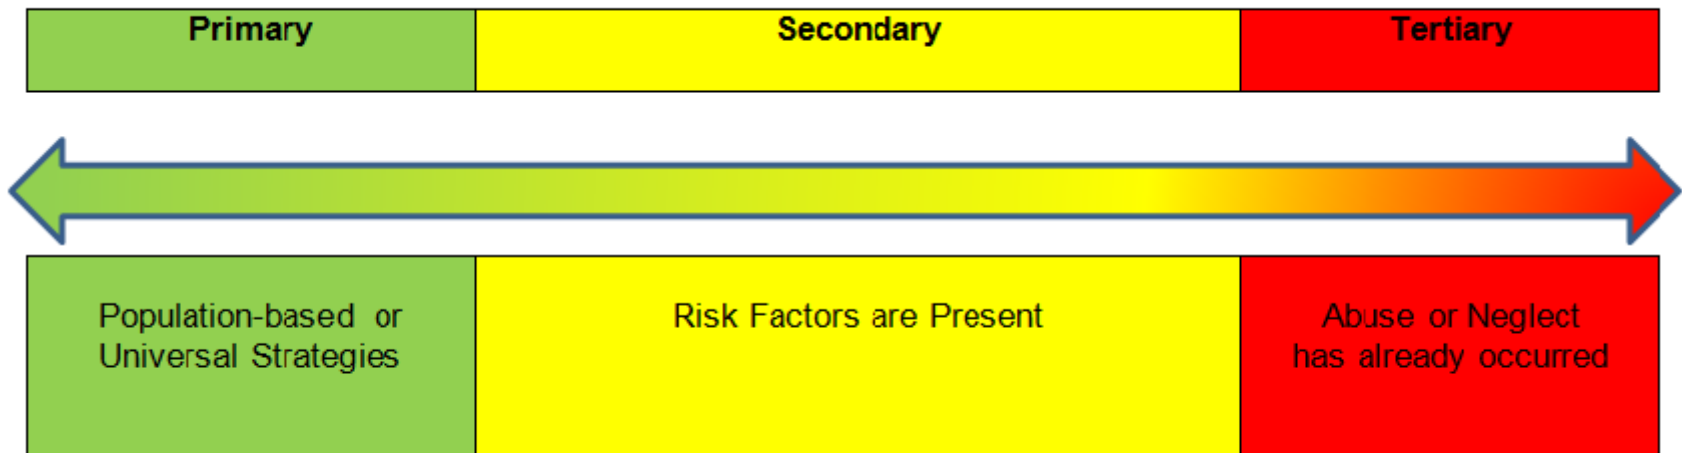 Primary
Secondary
Tertiary
Population-based or
Universal Strategies
Risk Factors are Present
Abuse or Neglect
has already occurred